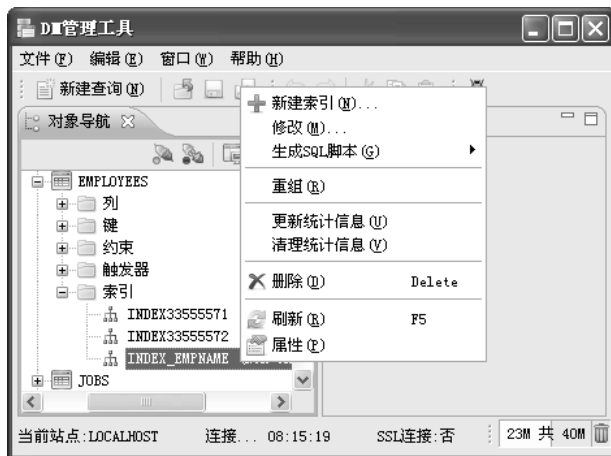 DM管理工具
文件(F) 编辑(E) 窗口(W) 帮助(H)
新建查询(N)
对象导航
新建索引(N)...
修改(M)...
生成SQL脚本(G)
重组(R)
更新统计信息(U)
清理统计信息(V)
删除(D) Delete
刷新(R) F5
属性(P)
EMPLOYEES
列
键
约束
触发器
索引
INDEX33555571
INDEX33555572
INDEX_EMPNAME
JOBS
当前站点:LOCALHOST 连接... 08:15:19 SSL连接:否 23M 共 40M